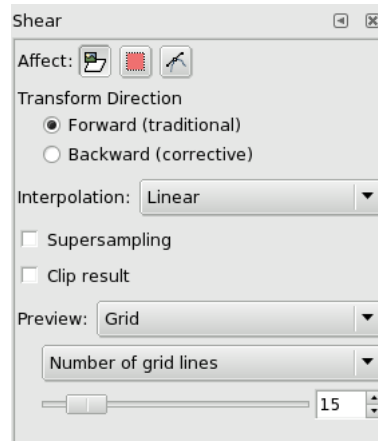 Shear
Affect:
Transform Direction
Forward (traditional)
Backward (corrective)
Interpolation: Linear
Supersampling
Clip result
Preview: Grid
Number of grid lines
15